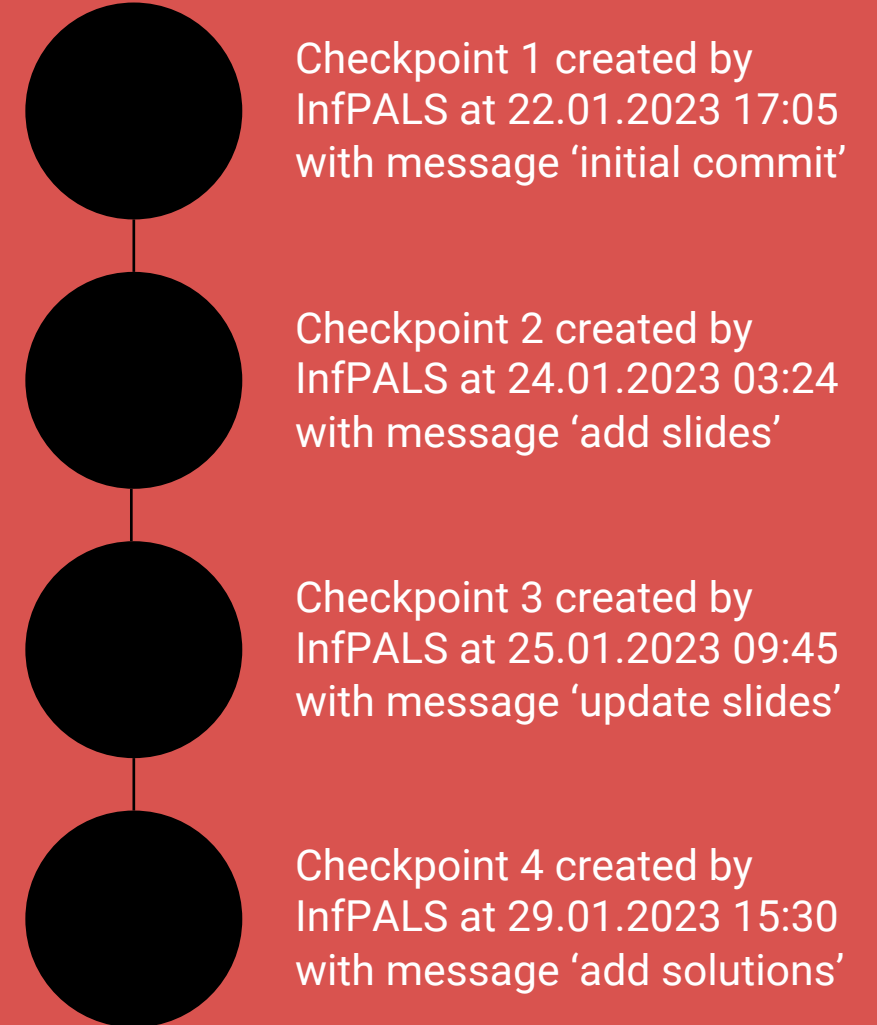 Checkpoint 1 created by
InfPALS at 22.01.2023 17:05
with message ‘initial commit’
Checkpoint 2 created by
InfPALS at 24.01.2023 03:24
with message ‘add slides’
Checkpoint 3 created by
InfPALS at 25.01.2023 09:45
with message ‘update slides’
Checkpoint 4 created by
InfPALS at 29.01.2023 15:30
with message ‘add solutions’